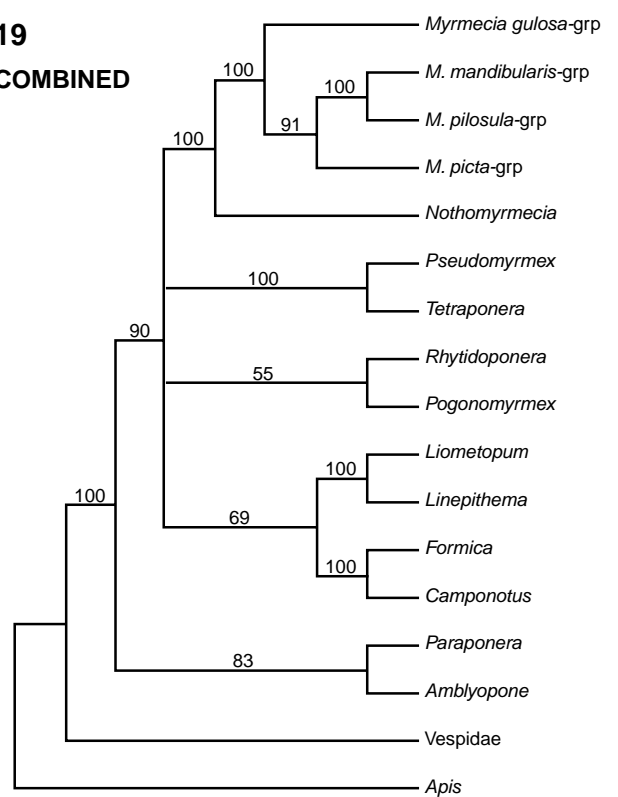 19
COMBINED
Myrmecia gulosa-grp
100
M. mandibularis-grp
100
M. pilosula-grp
91
100
M. picta-grp
Nothomyrmecia
Pseudomyrmex
100
Tetraponera
90
Rhytidoponera
55
Pogonomyrmex
Liometopum
100
Linepithema
100
69
Formica
100
Camponotus
Paraponera
83
Amblyopone
Vespidae
Apis